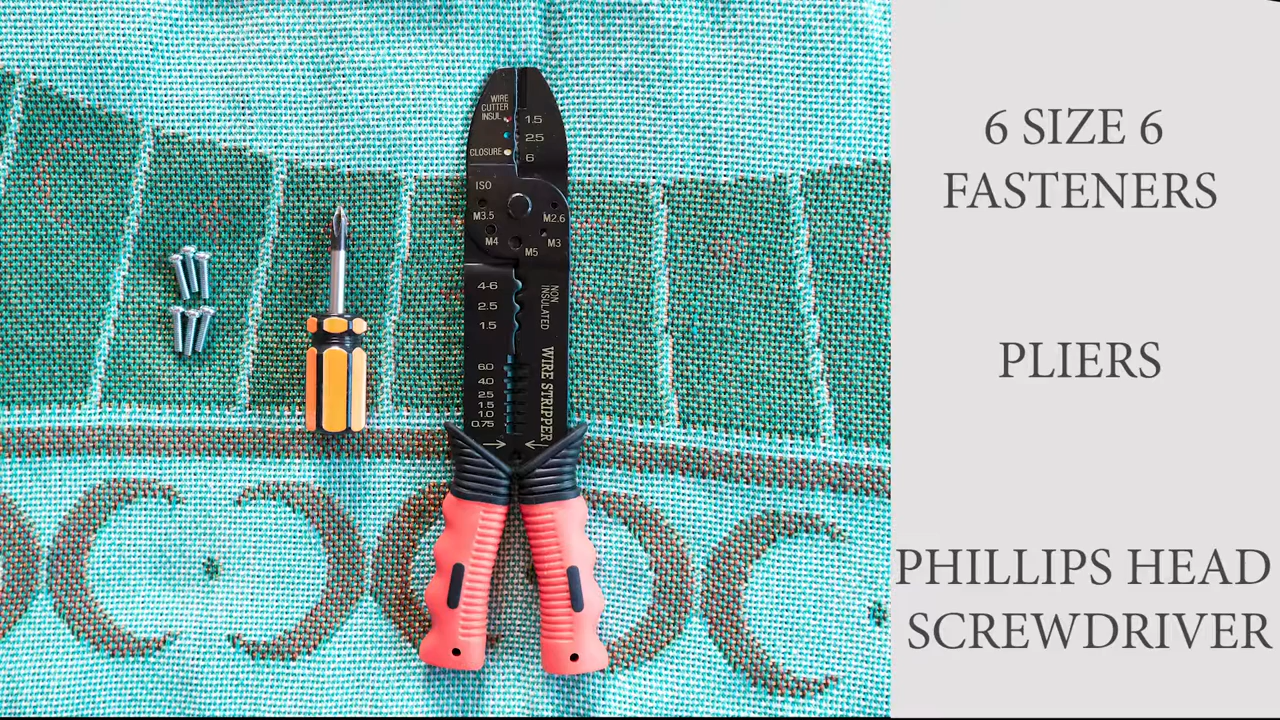 WIRE
CUTTER
INSUL
1.5
2.5
CLOSURE
6
ISO
M3.5
M2.6
M4
M3
M5
4-6
2.5
1.5
NON
INSULATED
WIRE STRIPPER
6.0
4.0
2.5
1.5
1.0
0.75
6 SIZE 6
FASTENERS
PLIERS
PHILLIPS HEAD
SCREWDRIVER